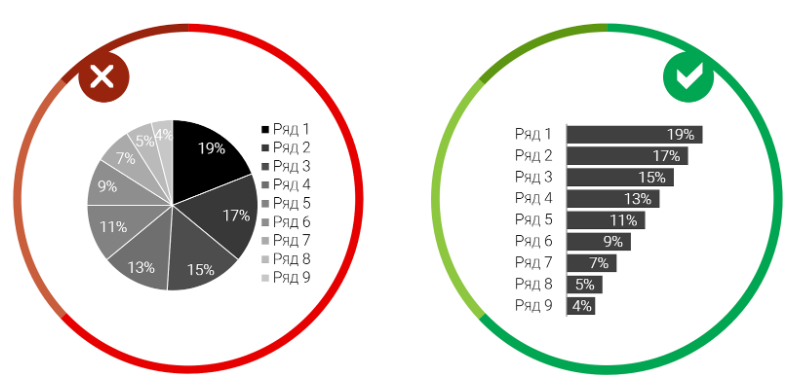 19%
17%
15%
13%
11%
9%
7%
5%
4%
Ряд 1
Ряд 2
Ряд 3
Ряд 4
Ряд 5
Ряд 6
Ряд 7
Ряд 8
Ряд 9
Ряд 1 19%
Ряд 2 17%
Ряд 3 15%
Ряд 4 13%
Ряд 5 11%
Ряд 6 9%
Ряд 7 7%
Ряд 8 5%
Ряд 9 4%